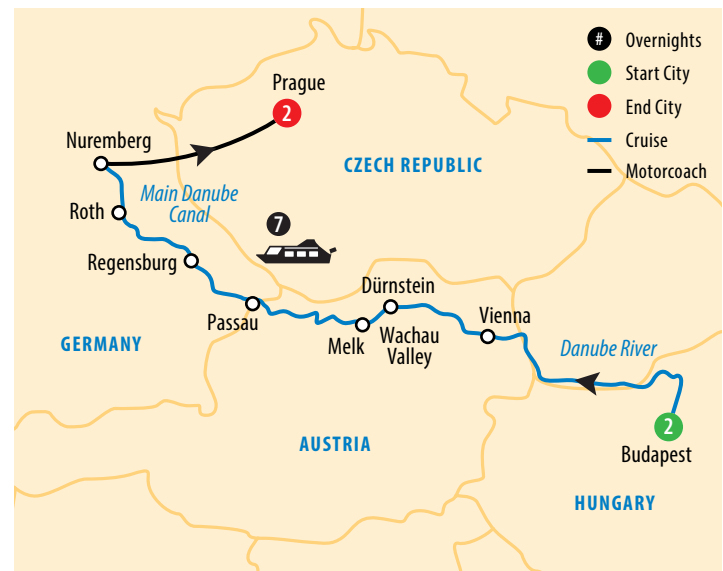 # Overnights
Start City
End City
Cruise
Motorcoach
Prague
2
Nuremberg
CZECH REPUBLIC
Main Danube
Canal
Roth
7
Regensburg
Dürnstein
Passau
Vienna
Melk
Wachau
Valley
GERMANY
Danube River
2
Budapest
AUSTRIA
HUNGARY